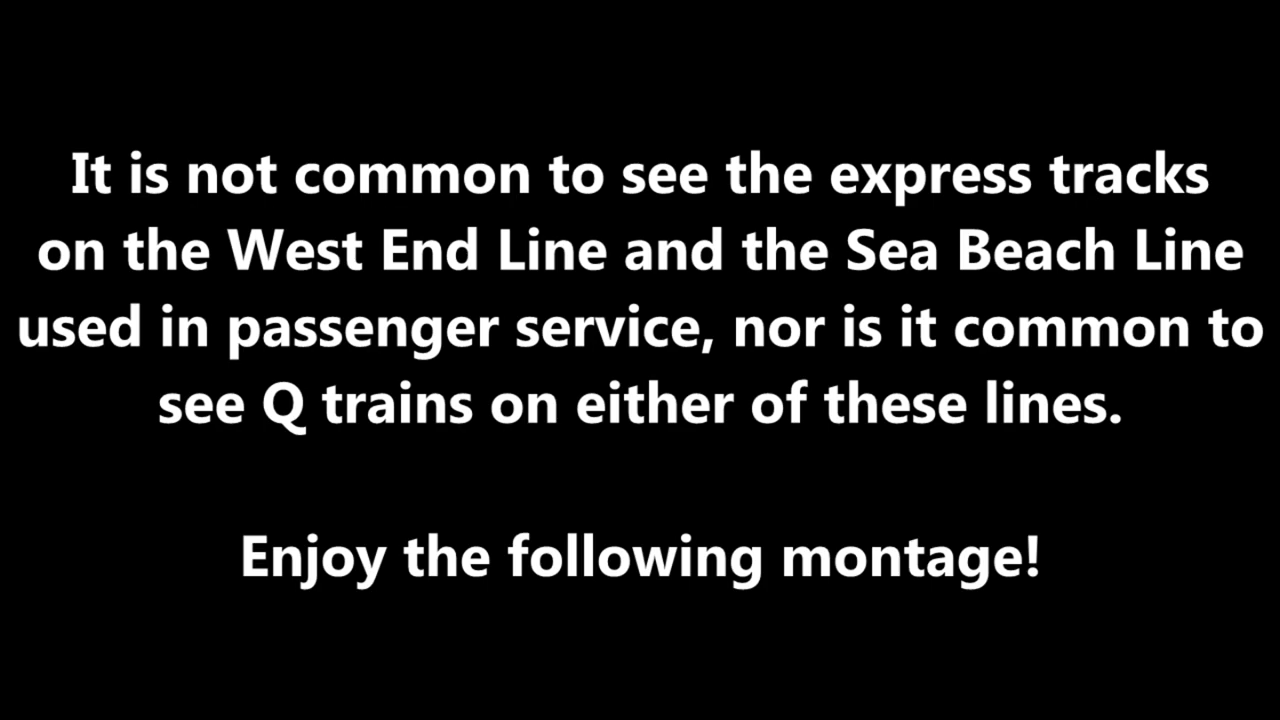 It is not common to see the express tracks
on the West End Line and the Sea Beach Line
used in passenger service, nor is it common to
see Q trains on either of these lines.
Enjoy the following montage!